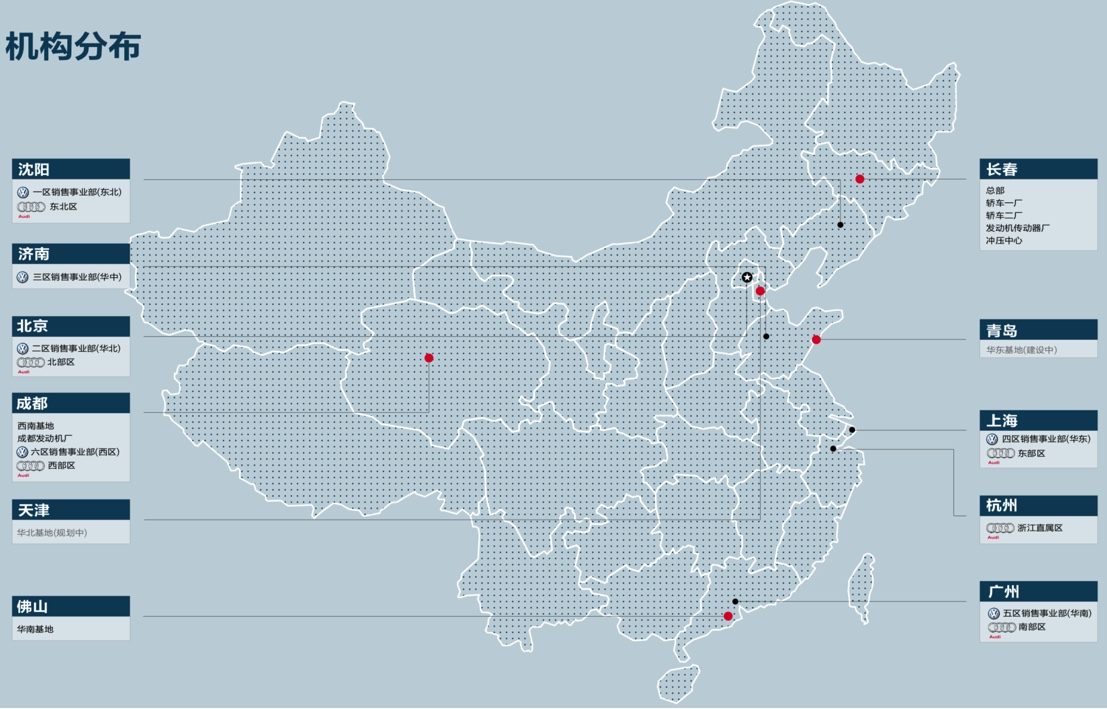 机构分布
沈阳
一区销售事业部(东北)
Audi 东北区
济南
三区销售事业部(华中)
北京
二区销售事业部(华北)
Audi 北部区
成都
西南基地
成都发动机厂
六区销售事业部(西区)
Audi 西部区
天津
华北基地(规划中)
佛山
华南基地
长春
总部
轿车一厂
轿车二厂
发动机传动器厂
冲压中心
青岛
华东基地(建设中)
上海
四区销售事业部(华东)
Audi 东部区
杭州
Audi 浙江直属区
广州
五区销售事业部(华南)
Audi 南部区